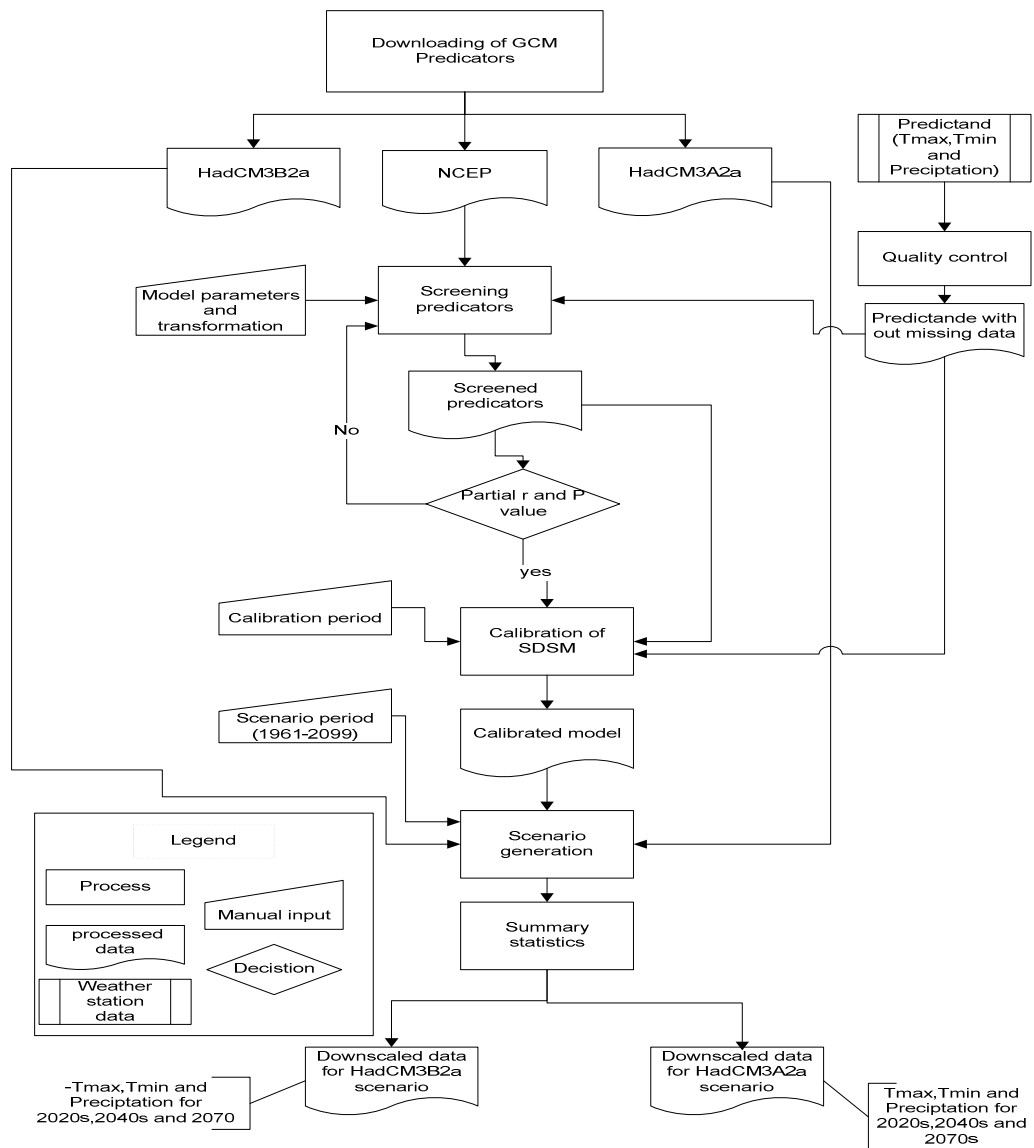 Downloading of GCM
Predicators
HadCM3B2a
NCEP
HadCM3A2a
Predictand
(Tmax,Tmin
and
Preciptation)
Quality control
Model parameters
and
transformation
Screening
predicators
Predictande with
out missing data
Screened
predicators
No
Partial r and P
value
yes
Calibration period
Calibration of
SDSM
Scenario period
(1961-2099)
Calibrated model
Scenario
generation
Legend
Process
Manual input
processed
data
Decistion
Weather
station
data
Summary
statistics
Downscaled data
for HadCM3B2a
scenario
Downscaled data
for HadCM3A2a
scenario
-Tmax,Tmin and
Preciptation for
2020s,2040s and 2070
Tmax,Tmin and
Preciptation for
2020s,2040s and
2070s